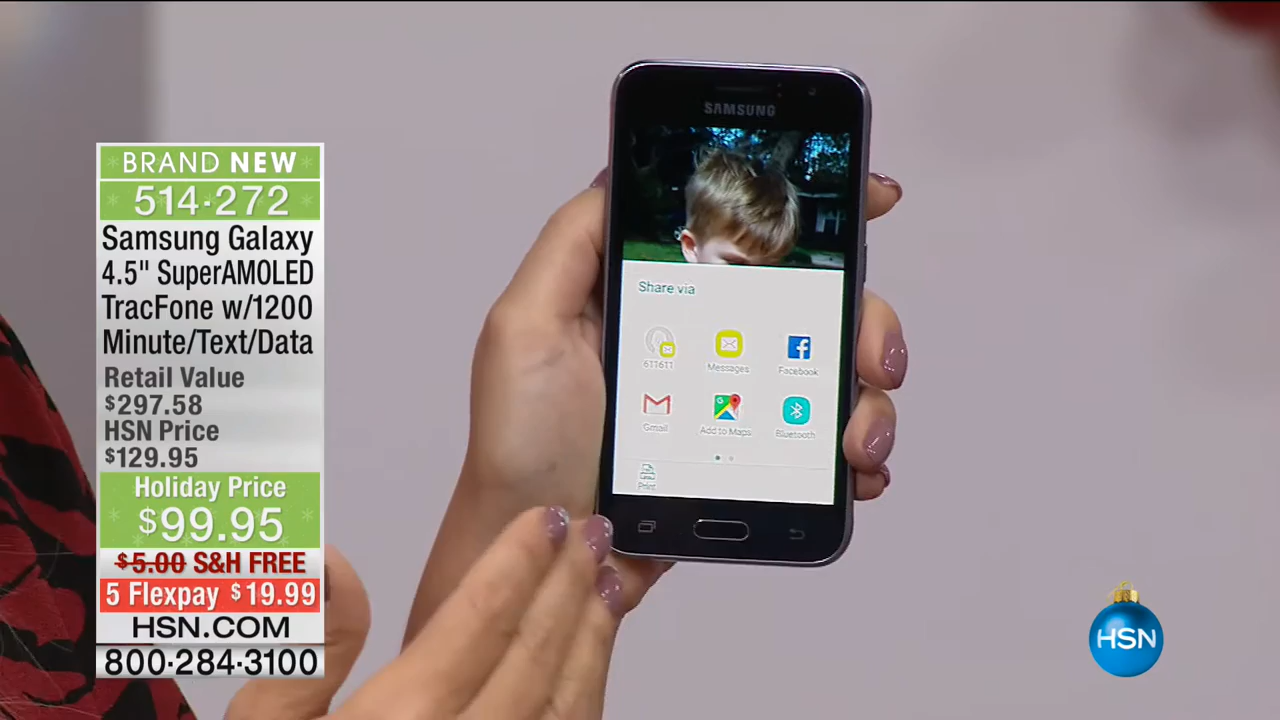 BRAND NEW
514·272
Samsung Galaxy
4.5" SuperAMOLED
TracFone w/1200
Minute/Text/Data
Retail Value
$297.58
HSN Price
$129.95
Holiday Price
$99.95
$5.00 S&H FREE
5 Flexpay $19.99
HSN.COM
800·284·3100
SAMSUNG
Share via
611611
Messages
Facebook
Gmail
Add to Maps
Bluetooth
Print
HSN